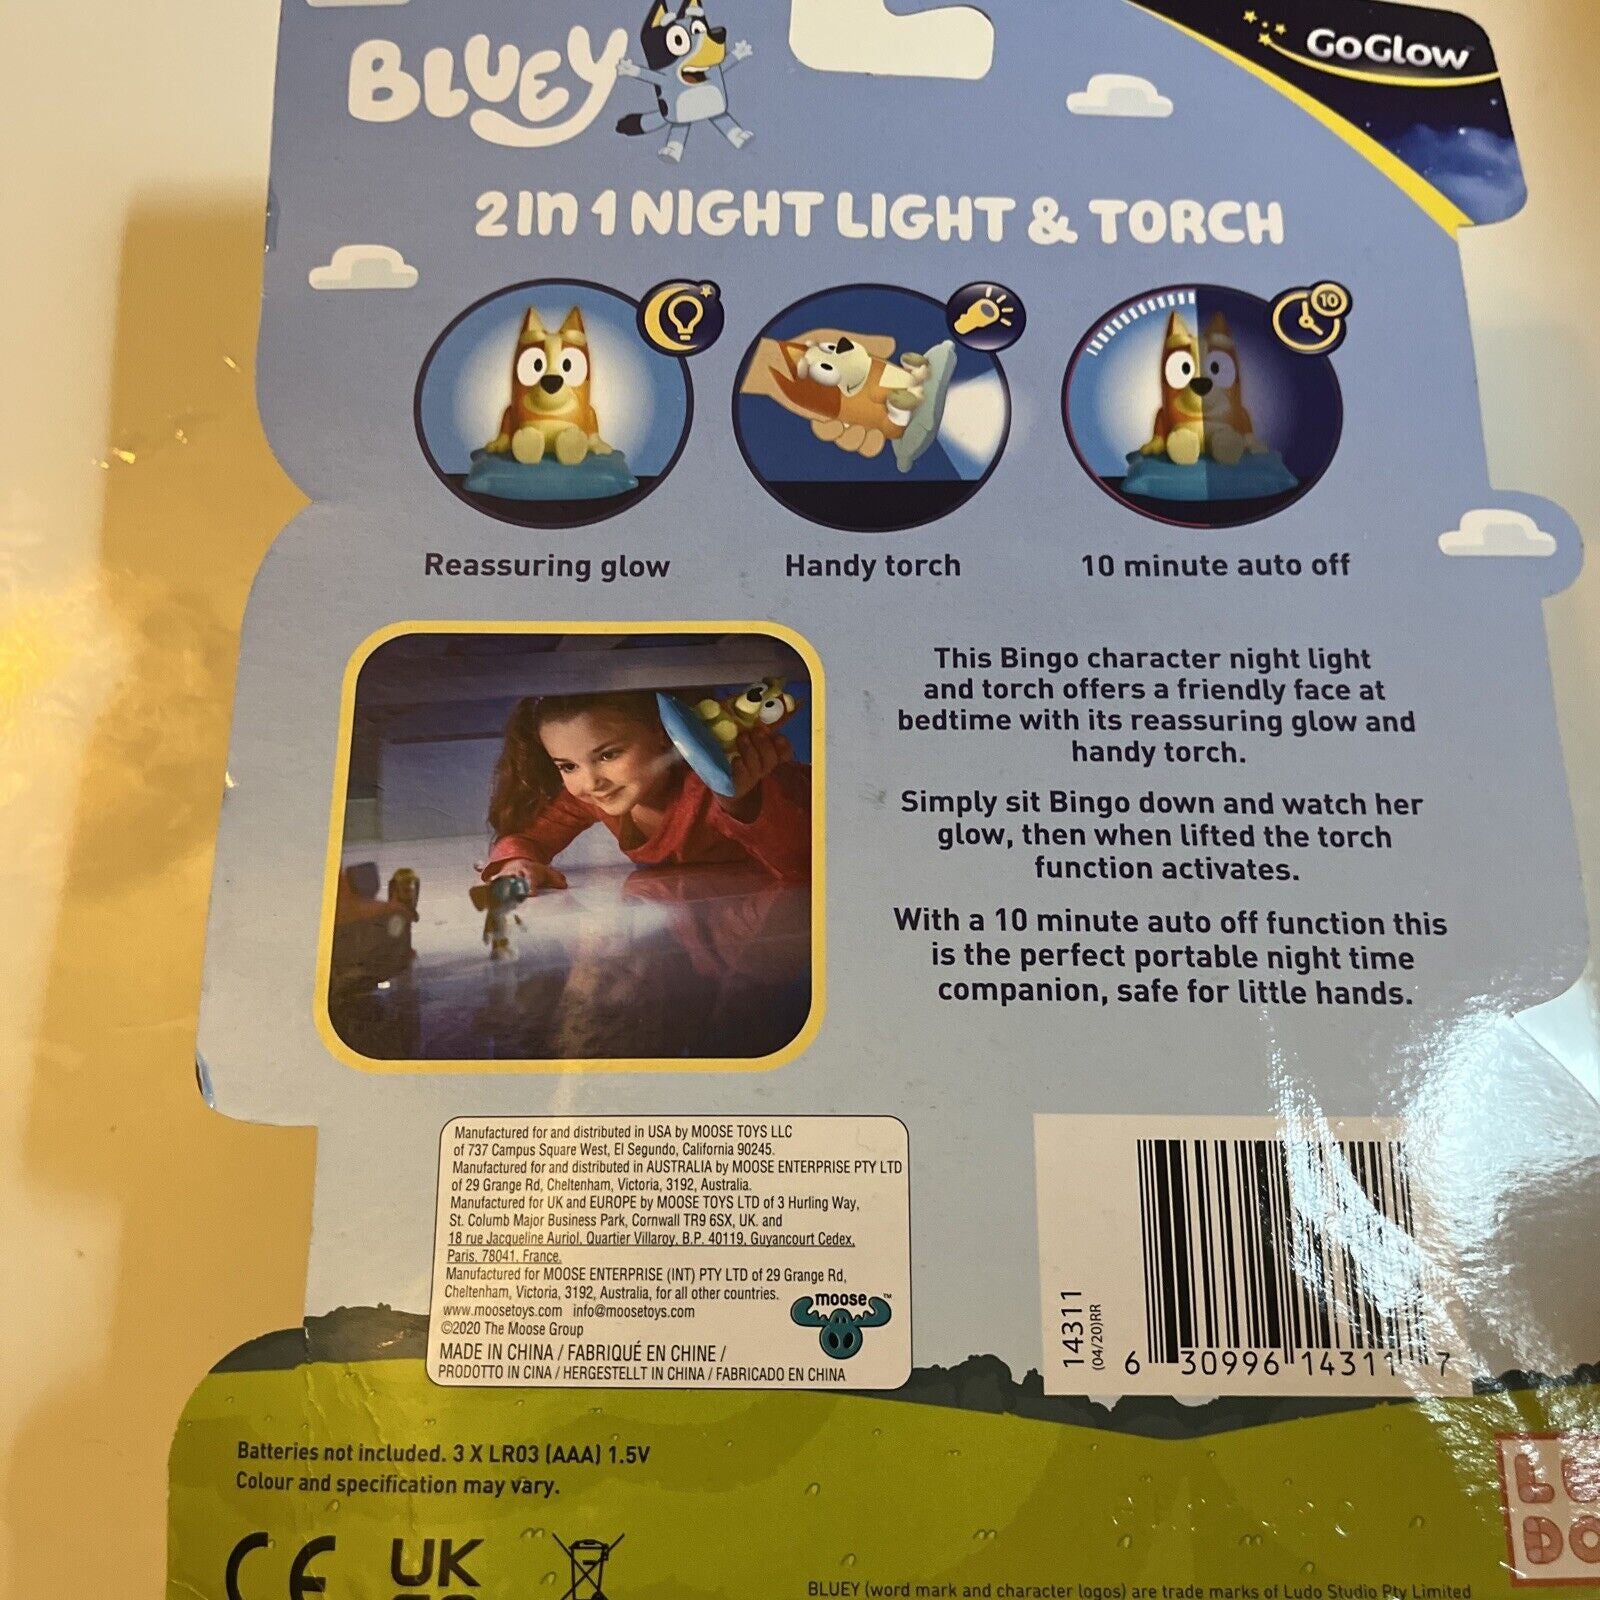 BLUEY
GoGlow
2 in 1 NIGHT LIGHT & TORCH
10
Reassuring glow
Handy torch
10 minute auto off
This Bingo character night light
and torch offers a friendly face at
bedtime with its reassuring glow and
handy torch.
Simply sit Bingo down and watch her
glow, then when lifted the torch
function activates.
With a 10 minute auto off function this
is the perfect portable night time
companion, safe for little hands.
Manufactured for and distributed in USA by MOOSE TOYS LLC
of 737 Campus Square West, El Segundo, California 90245.
Manufactured for and distributed in AUSTRALIA by MOOSE ENTERPRISE PTY LTD
of 29 Grange Rd, Cheltenham, Victoria, 3192, Australia.
Manufactured for UK and EUROPE by MOOSE TOYS LTD of 3 Hurling Way,
St. Columb Major Business Park, Cornwall TR9 6SX, UK. and
18 rue Jacqueline Auriol, Quartier Villaroy, B.P. 40119, Guyancourt Cedex,
Paris, 78041, France.
Manufactured for MOOSE ENTERPRISE (INT) PTY LTD of 29 Grange Rd,
Cheltenham, Victoria, 3192, Australia, for all other countries.
www.moosetoys.com info@moosetoys.com
©2020 The Moose Group
MADE IN CHINA / FABRIQUÉ EN CHINE /
PRODOTTO IN CINA / HERGESTELLT IN CHINA / FABRICADO EN CHINA
moose™
14311
(04/20)RR
6 30996 14311 7
Batteries not included. 3 X LR03 (AAA) 1.5V
Colour and specification may vary.
CE
UK
BLUEY (word mark and character logos) are trade marks of Ludo Studio Pty Limited